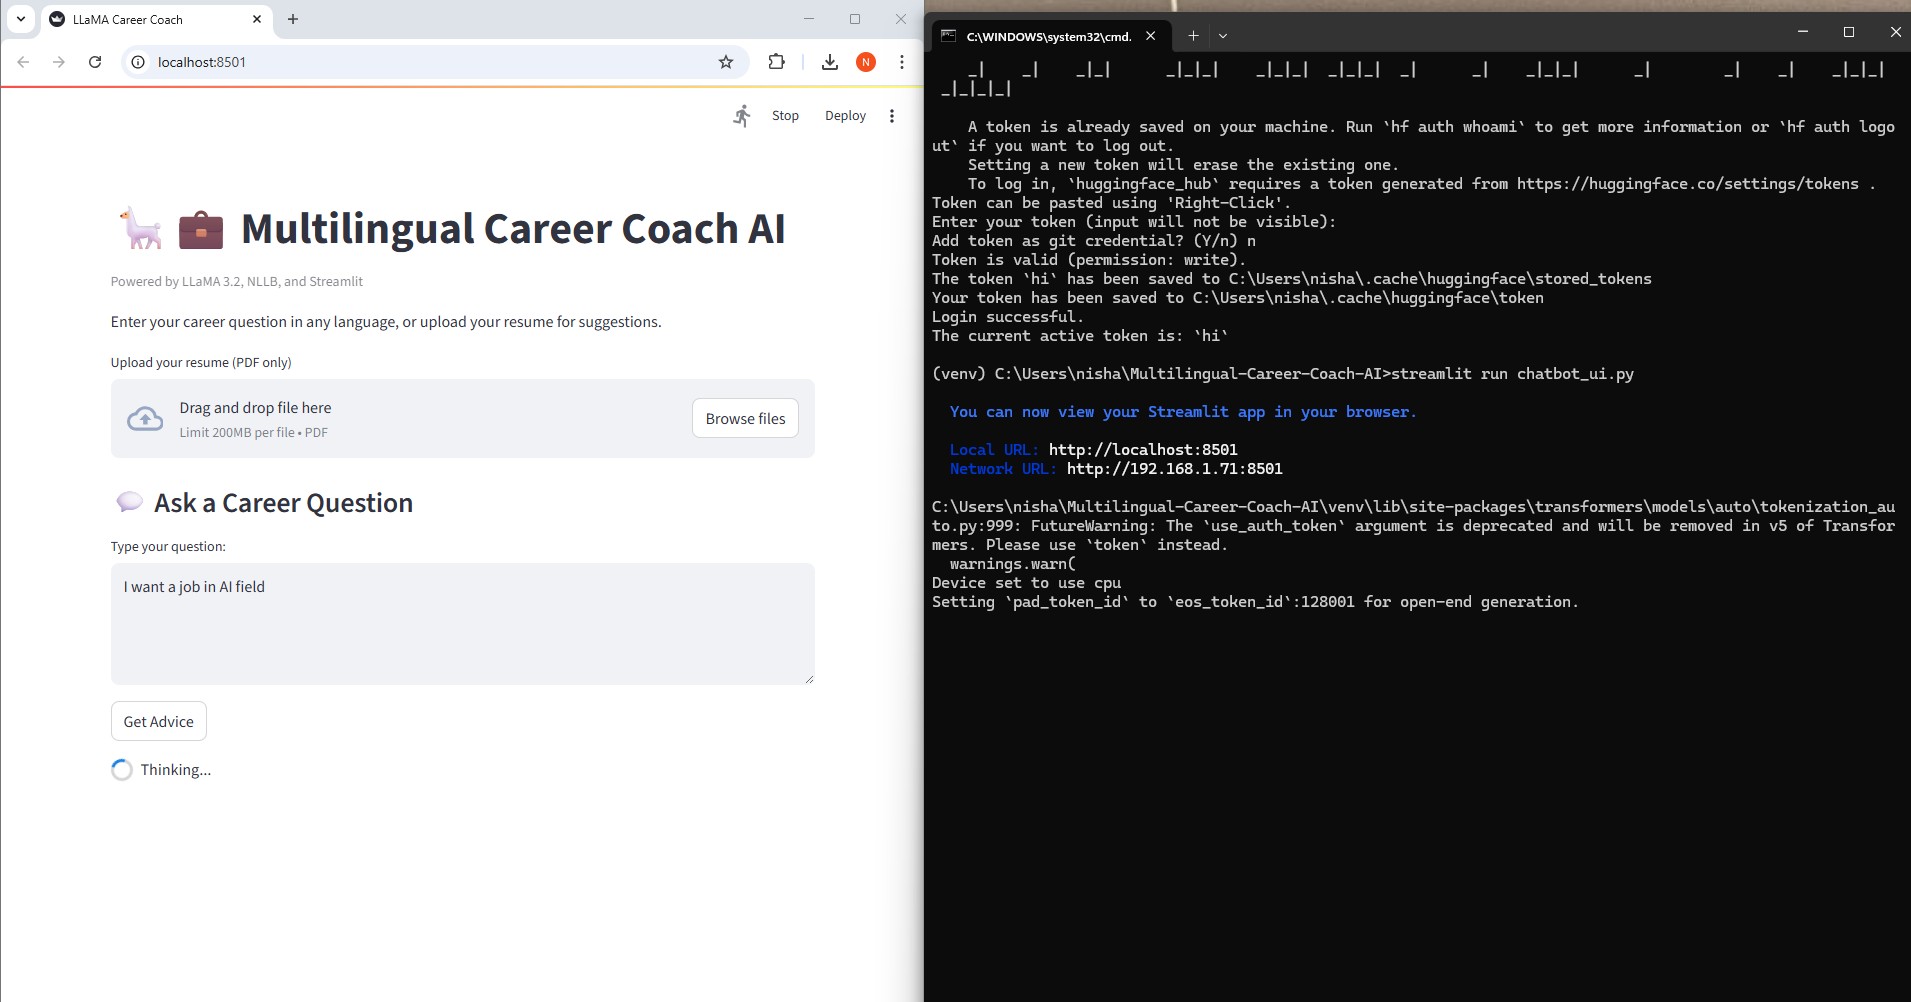 LLaMA Career Coach
localhost:8501
N
Stop
Deploy
Multilingual Career Coach AI
Powered by LLaMA 3.2, NLLB, and Streamlit
Enter your career question in any language, or upload your resume for suggestions.
Upload your resume (PDF only)
Drag and drop file here
Limit 200MB per file • PDF
Browse files
Ask a Career Question
Type your question:
I want a job in AI field
Get Advice
Thinking...
C:\WINDOWS\system32\cmd.
_|    _|    _|_|      _|_|_|    _|_|_|  _|_|_|  _|      _|    _|_|_|      _|        _|    _|    _|_|_|
_|_|_|_|
A token is already saved on your machine. Run `hf auth whoami` to get more information or `hf auth logo
ut` if you want to log out.
Setting a new token will erase the existing one.
To log in, `huggingface_hub` requires a token generated from https://huggingface.co/settings/tokens .
Token can be pasted using 'Right-Click'.
Enter your token (input will not be visible):
Add token as git credential? (Y/n) n
Token is valid (permission: write).
The token `hi` has been saved to C:\Users\nisha\.cache\huggingface\stored_tokens
Your token has been saved to C:\Users\nisha\.cache\huggingface\token
Login successful.
The current active token is: `hi`
(venv) C:\Users\nisha\Multilingual-Career-Coach-AI>streamlit run chatbot_ui.py
You can now view your Streamlit app in your browser.
Local URL: http://localhost:8501
Network URL: http://192.168.1.71:8501
C:\Users\nisha\Multilingual-Career-Coach-AI\venv\lib\site-packages\transformers\models\auto\tokenization_au
to.py:999: FutureWarning: The `use_auth_token` argument is deprecated and will be removed in v5 of Transfor
mers. Please use `token` instead.
warnings.warn(
Device set to use cpu
Setting `pad_token_id` to `eos_token_id`:128001 for open-end generation.